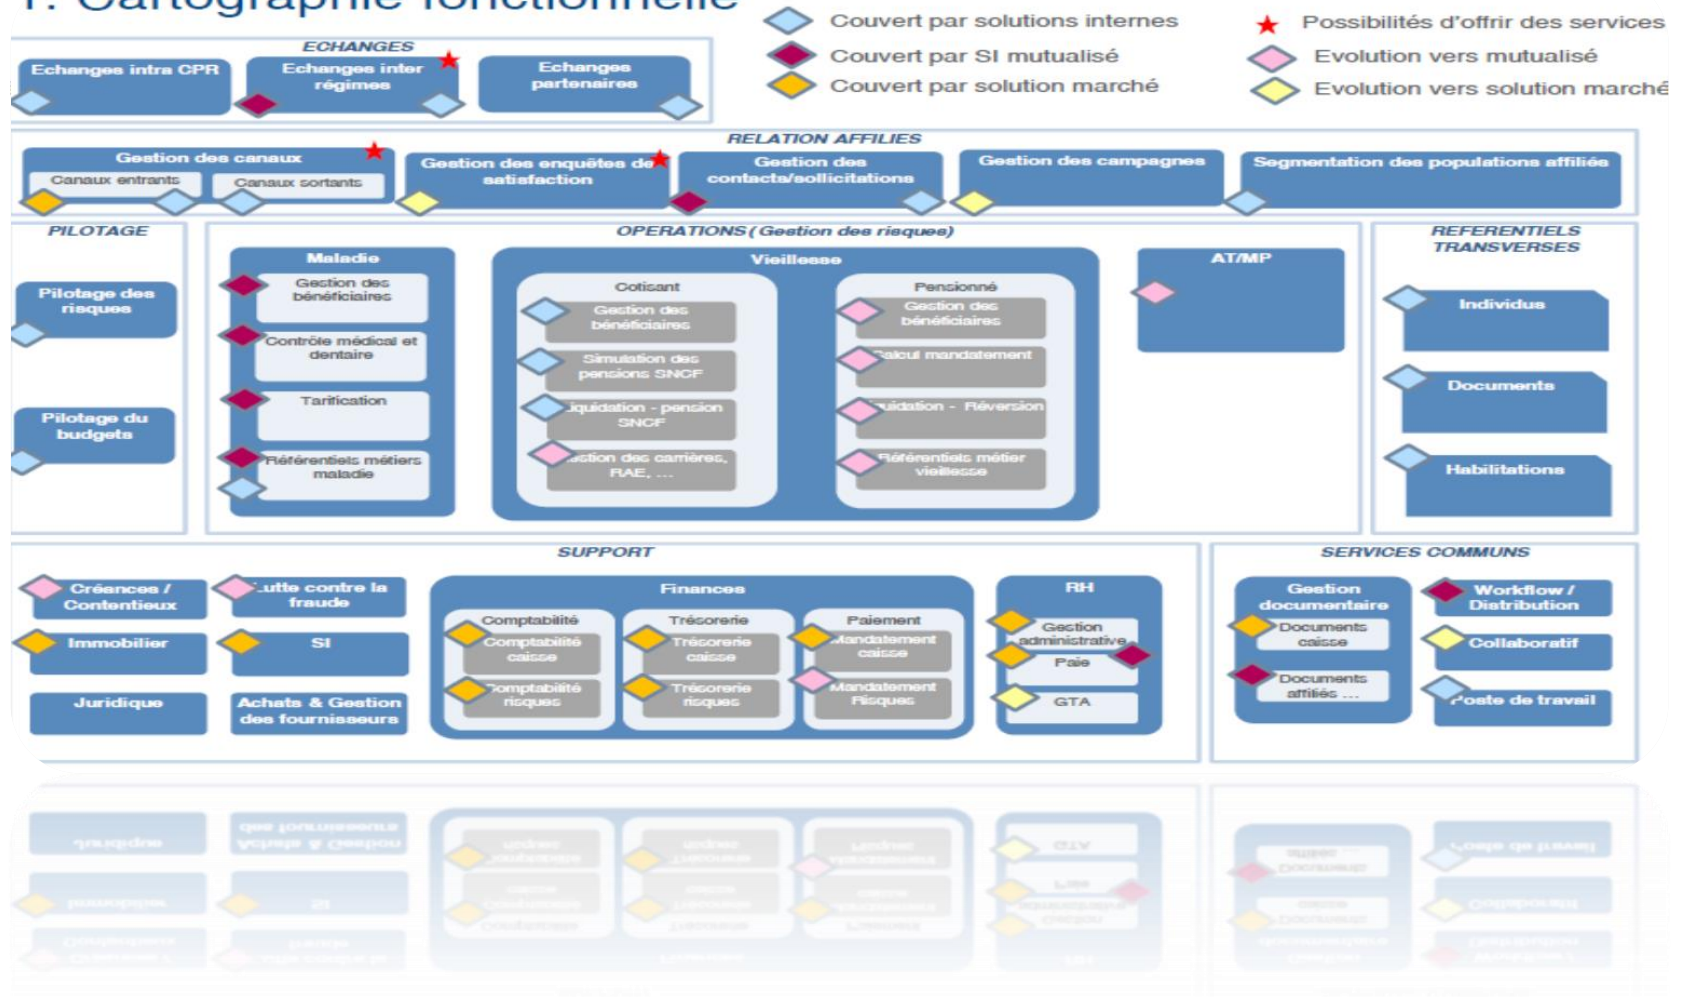 1. Cartographie fonctionnelle
Couvert par solutions internes
Couvert par SI mutualisé
Couvert par solution marché
Possibilités d'offrir des services
Evolution vers mutualisé
Evolution vers solution marché
ECHANGES
Echanges intra CPR
Echanges inter
régimes
Echanges
partenaires
RELATION AFFILIES
Gestion des canaux
Canaux entrants
Canaux sortants
Gestion des enquêtes de
satisfaction
Gestion des
contacts/sollicitations
Gestion des campagnes
Segmentation des populations affiliés
PILOTAGE
Pilotage des
risques
Pilotage du
budgets
OPERATIONS (Gestion des risques)
Maladie
Gestion des
bénéficiaires
Contrôle médical et
dentaire
Tarification
Référentiels métiers
maladie
Vieillesse
Cotisant
Gestion des
bénéficiaires
Simulation des
pensions SNCF
iquidation - pension
SNCF
estion des carrières,
RAE, ...
Pensionné
Gestion des
bénéficiaires
Calcul mandatement
quidation - Réversion
Référentiels métier
vieillesse
AT/MP
REFERENTIELS
TRANSVERSES
Individus
Documents
Habilitations
SUPPORT
Créances /
Contentieux
Lutte contre la
fraude
Immobilier
SI
Juridique
Achats & Gestion
des fournisseurs
Finances
Comptabilité
Comptabilité
caisse
Comptabilité
risques
Trésorerie
Trésorerie
caisse
Trésorerie
risques
Paiement
Mandatement
caisse
Mandatement
Risques
RH
Gestion
administrative
Paie
GTA
SERVICES COMMUNS
Gestion
documentaire
Documents
caisse
Documents
affiliés ...
Workflow /
Distribution
Collaboratif
Poste de travail